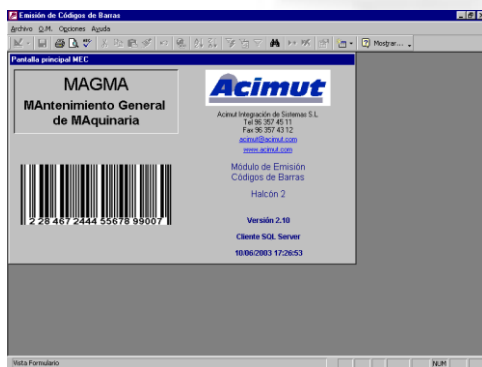 Emisión de Códigos de Barras
Archivo O.M. Opciones Ayuda
Mostrar...
Pantalla principal MEC
MAGMA
MAntenimiento General
de MAquinaria
2 28 467 2444 55678 99007
Acimut
Acimut Integración de Sistemas S.L.
Tel 96 357 45 11
Fax 96 357 43 12
acimut@acimut.com
www.acimut.com
Módulo de Emisión
Códigos de Barras
Halcón 2
Versión 2.10
Cliente SQL Server
10/06/2003 17:26:53
Vista Formulario
NUM